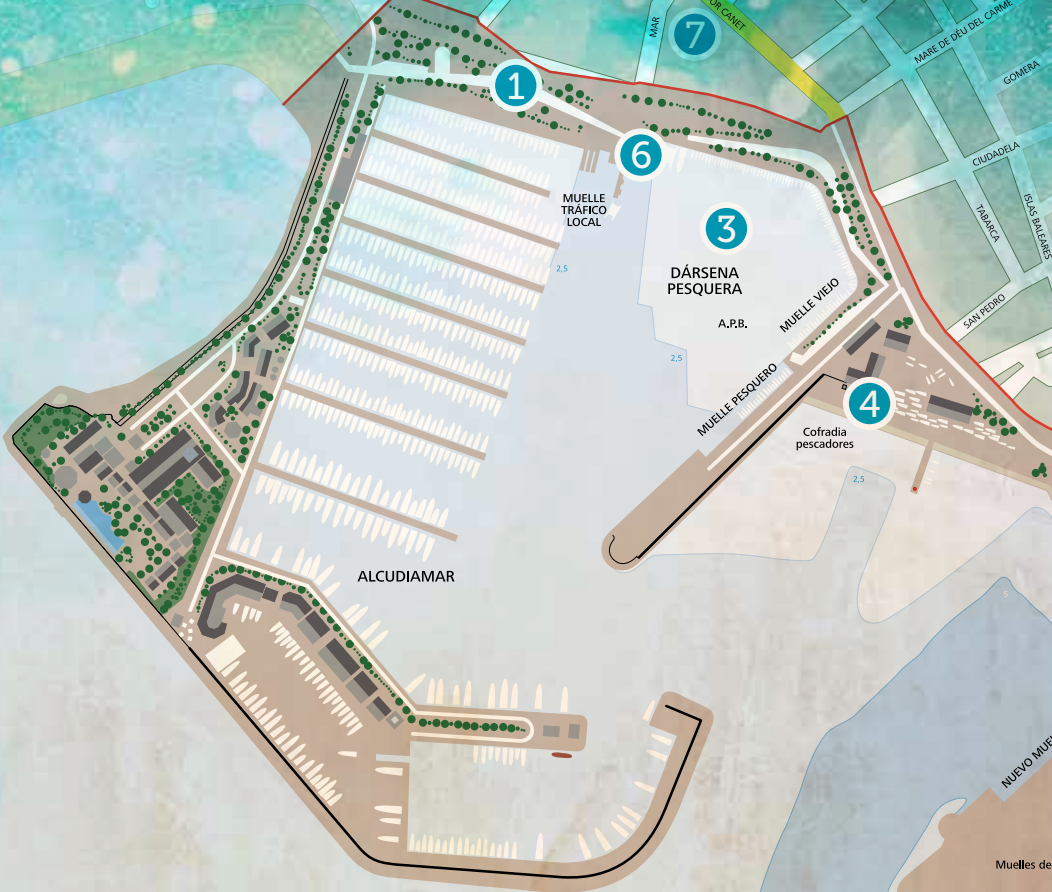 OR CANET
MAR
7
MARE DE DÉU DEL CARME
GOMERA
1
CIUDADELA
6
MUELLE
TRÁFICO
LOCAL
ISLAS BALEARES
TABARCA
3
2,5
DÁRSENA
PESQUERA
MUELLE VIEJO
A.P.B.
SAN PEDRO
2,5
MUELLE PESQUERO
4
Cofradia
pescadores
2,5
ALCUDIAMAR
5
NUEVO MUE
Muelles de